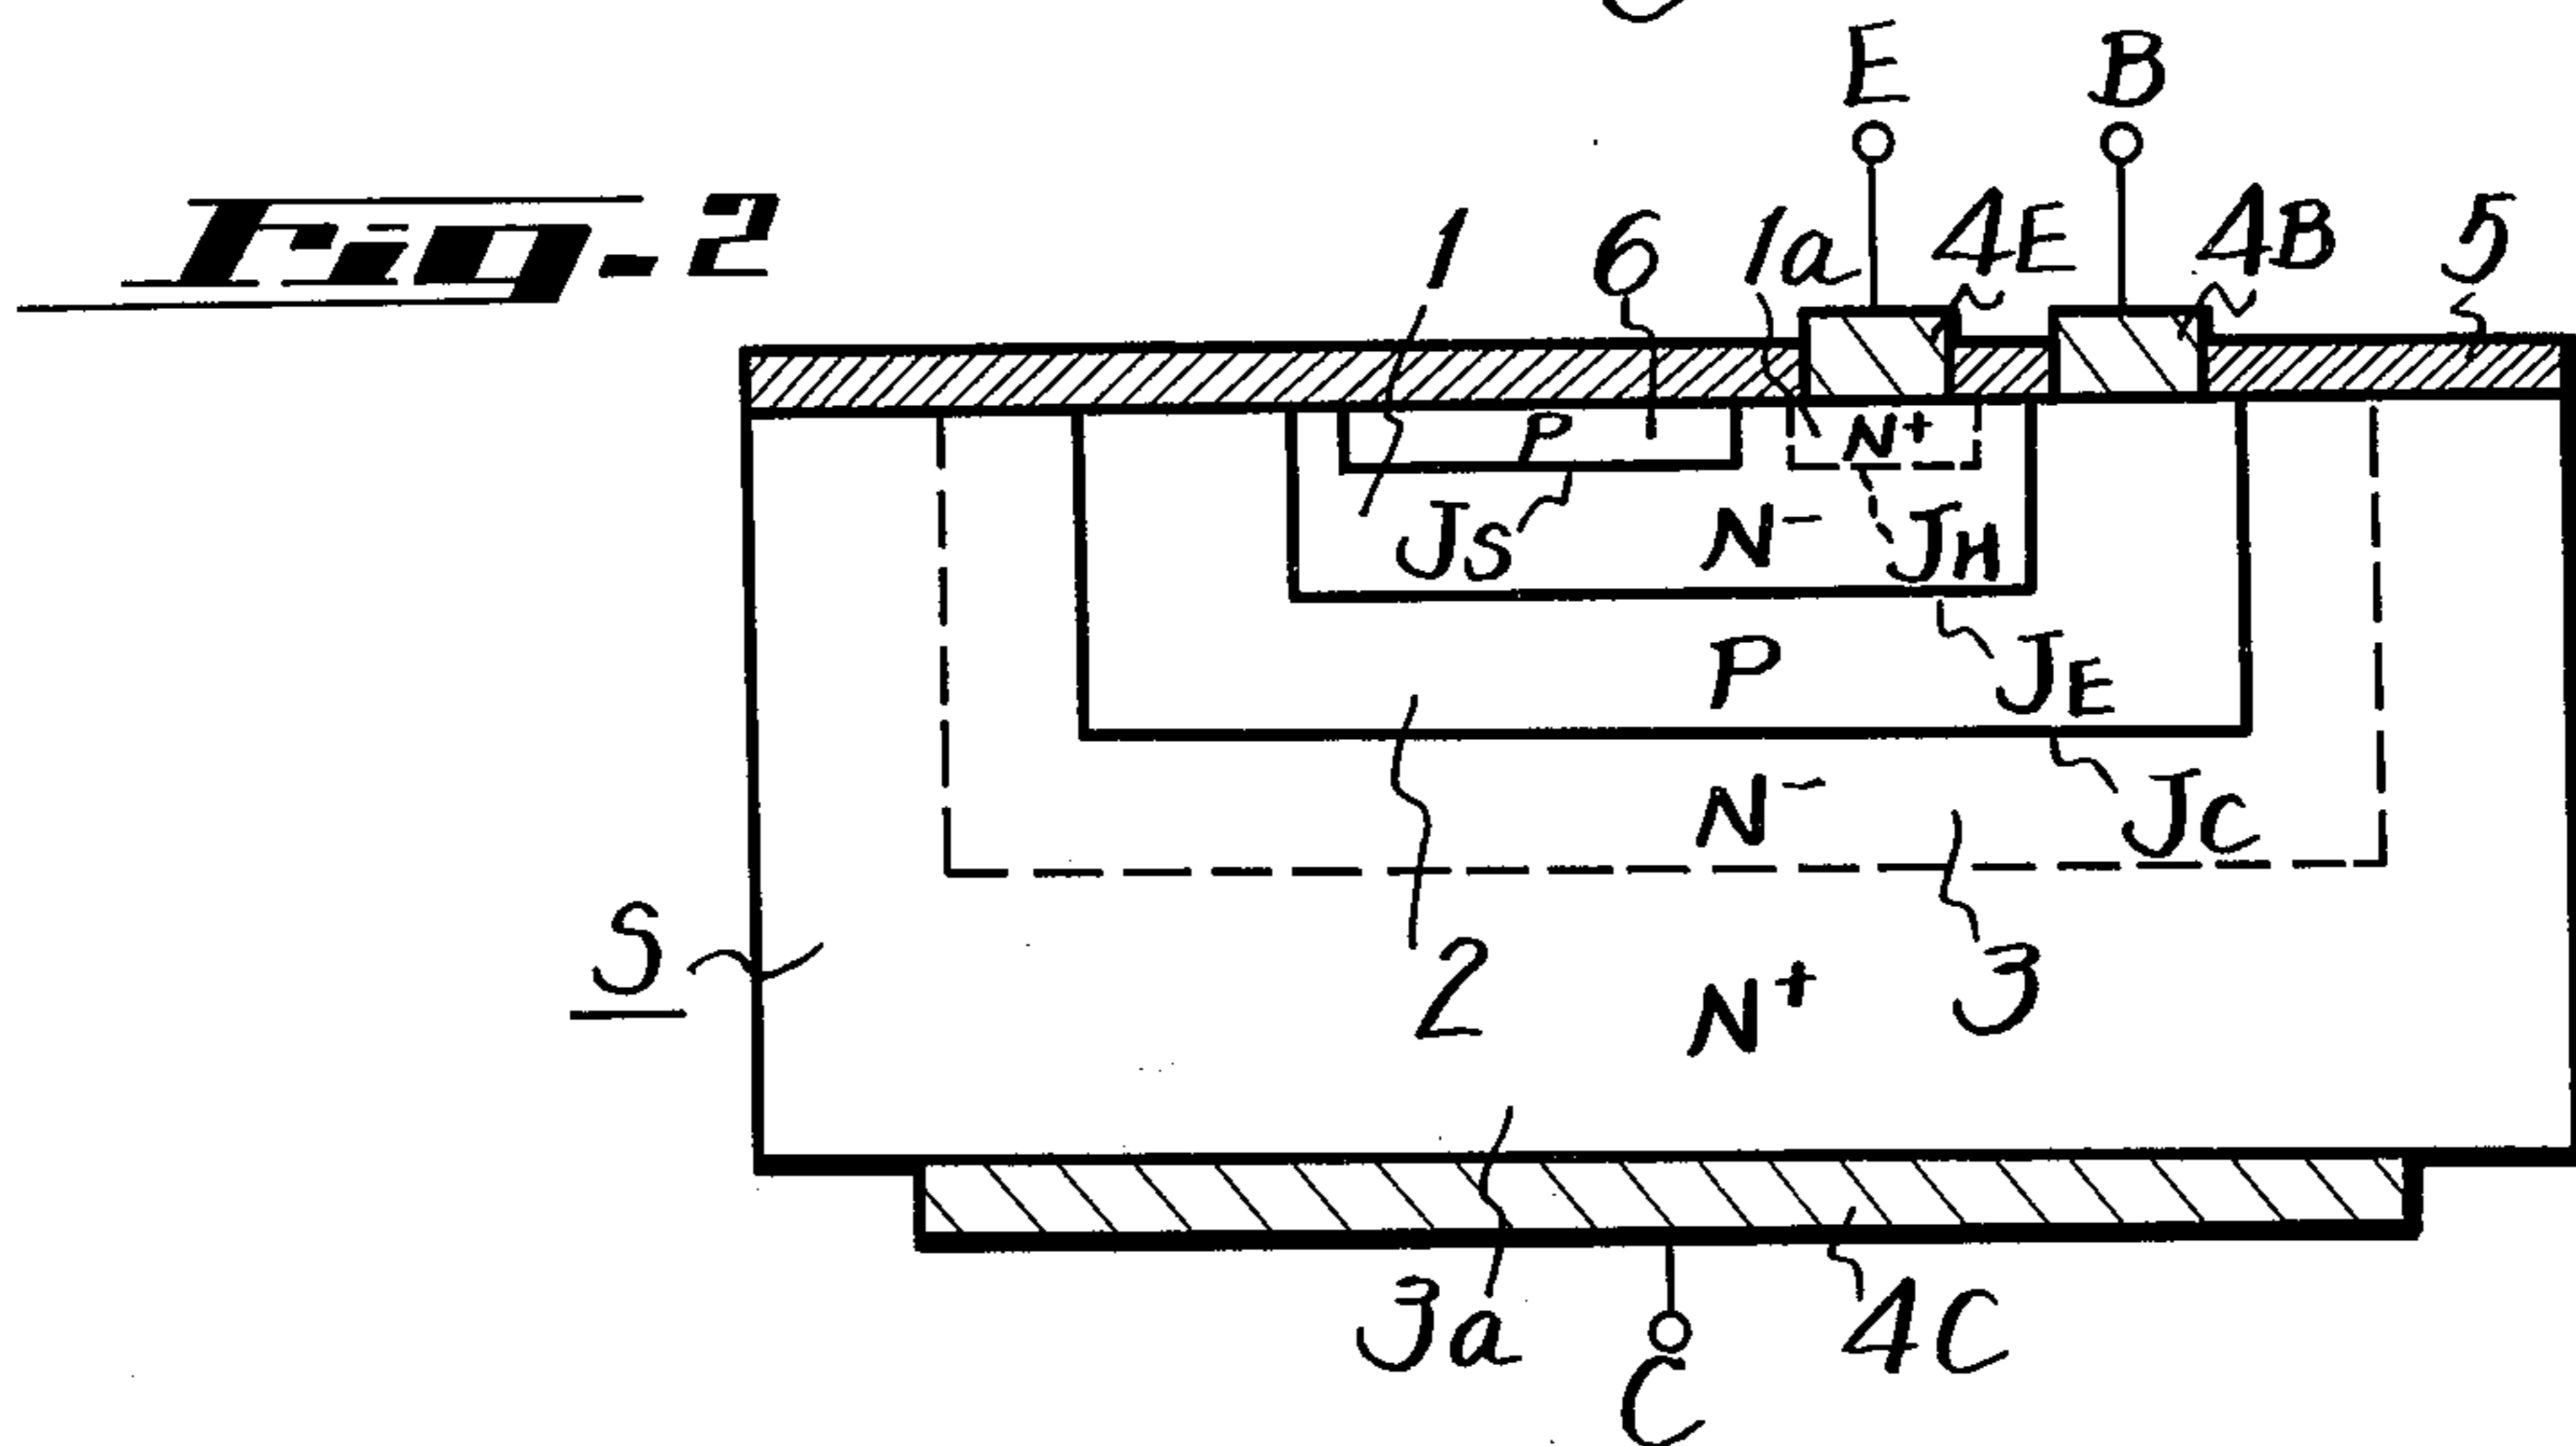 Fig.-2
E B
1 6 1a 4E 4B 5
P N+
JS N- JH
P JE
N- JC
S 2 N+ 3
3a C 4C